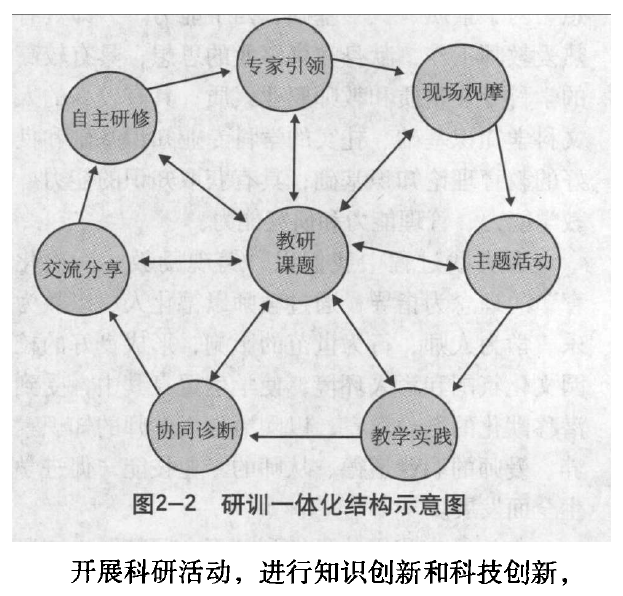 专家引领
现场观摩
自主研修
教研
课题
交流分享
主题活动
协同诊断
教学实践
图2-2 研训一体化结构示意图
开展科研活动，进行知识创新和科技创新，